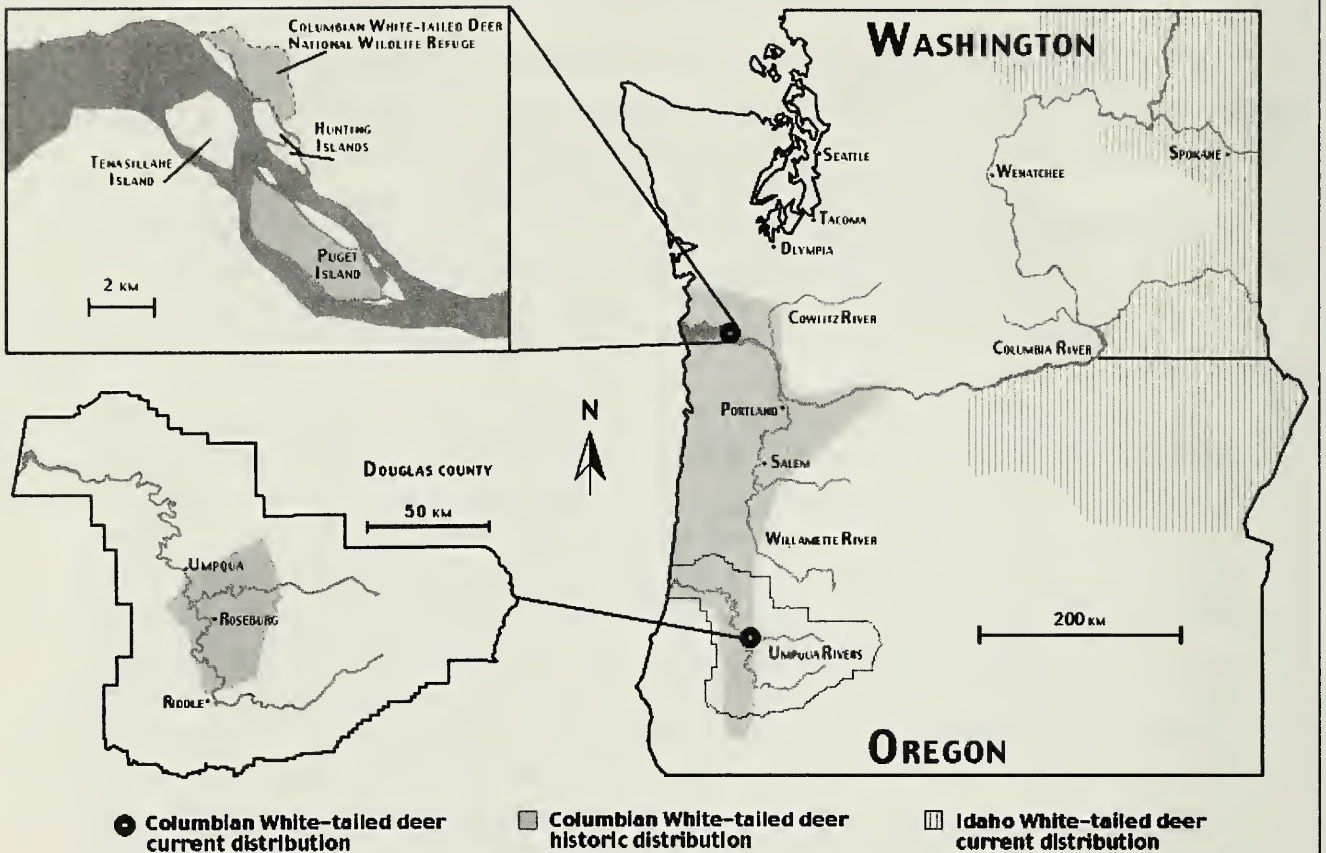 Columbian White-tailed Deer
National Wildlife Refuge
Hunting
Islands
Tenasillahe
Island
Puget
Island
2 km
Washington
Seattle
Tacoma
Olympia
Wenatchee
Spokane
Cowlitz River
Columbia River
Portland
Salem
Willamette River
Umpqua Rivers
200 km
Oregon
N
Douglas county
50 km
Umpqua
Roseburg
Riddle
Columbian White-tailed deer
current distribution
Columbian White-tailed deer
historic distribution
Idaho White-tailed deer
current distribution